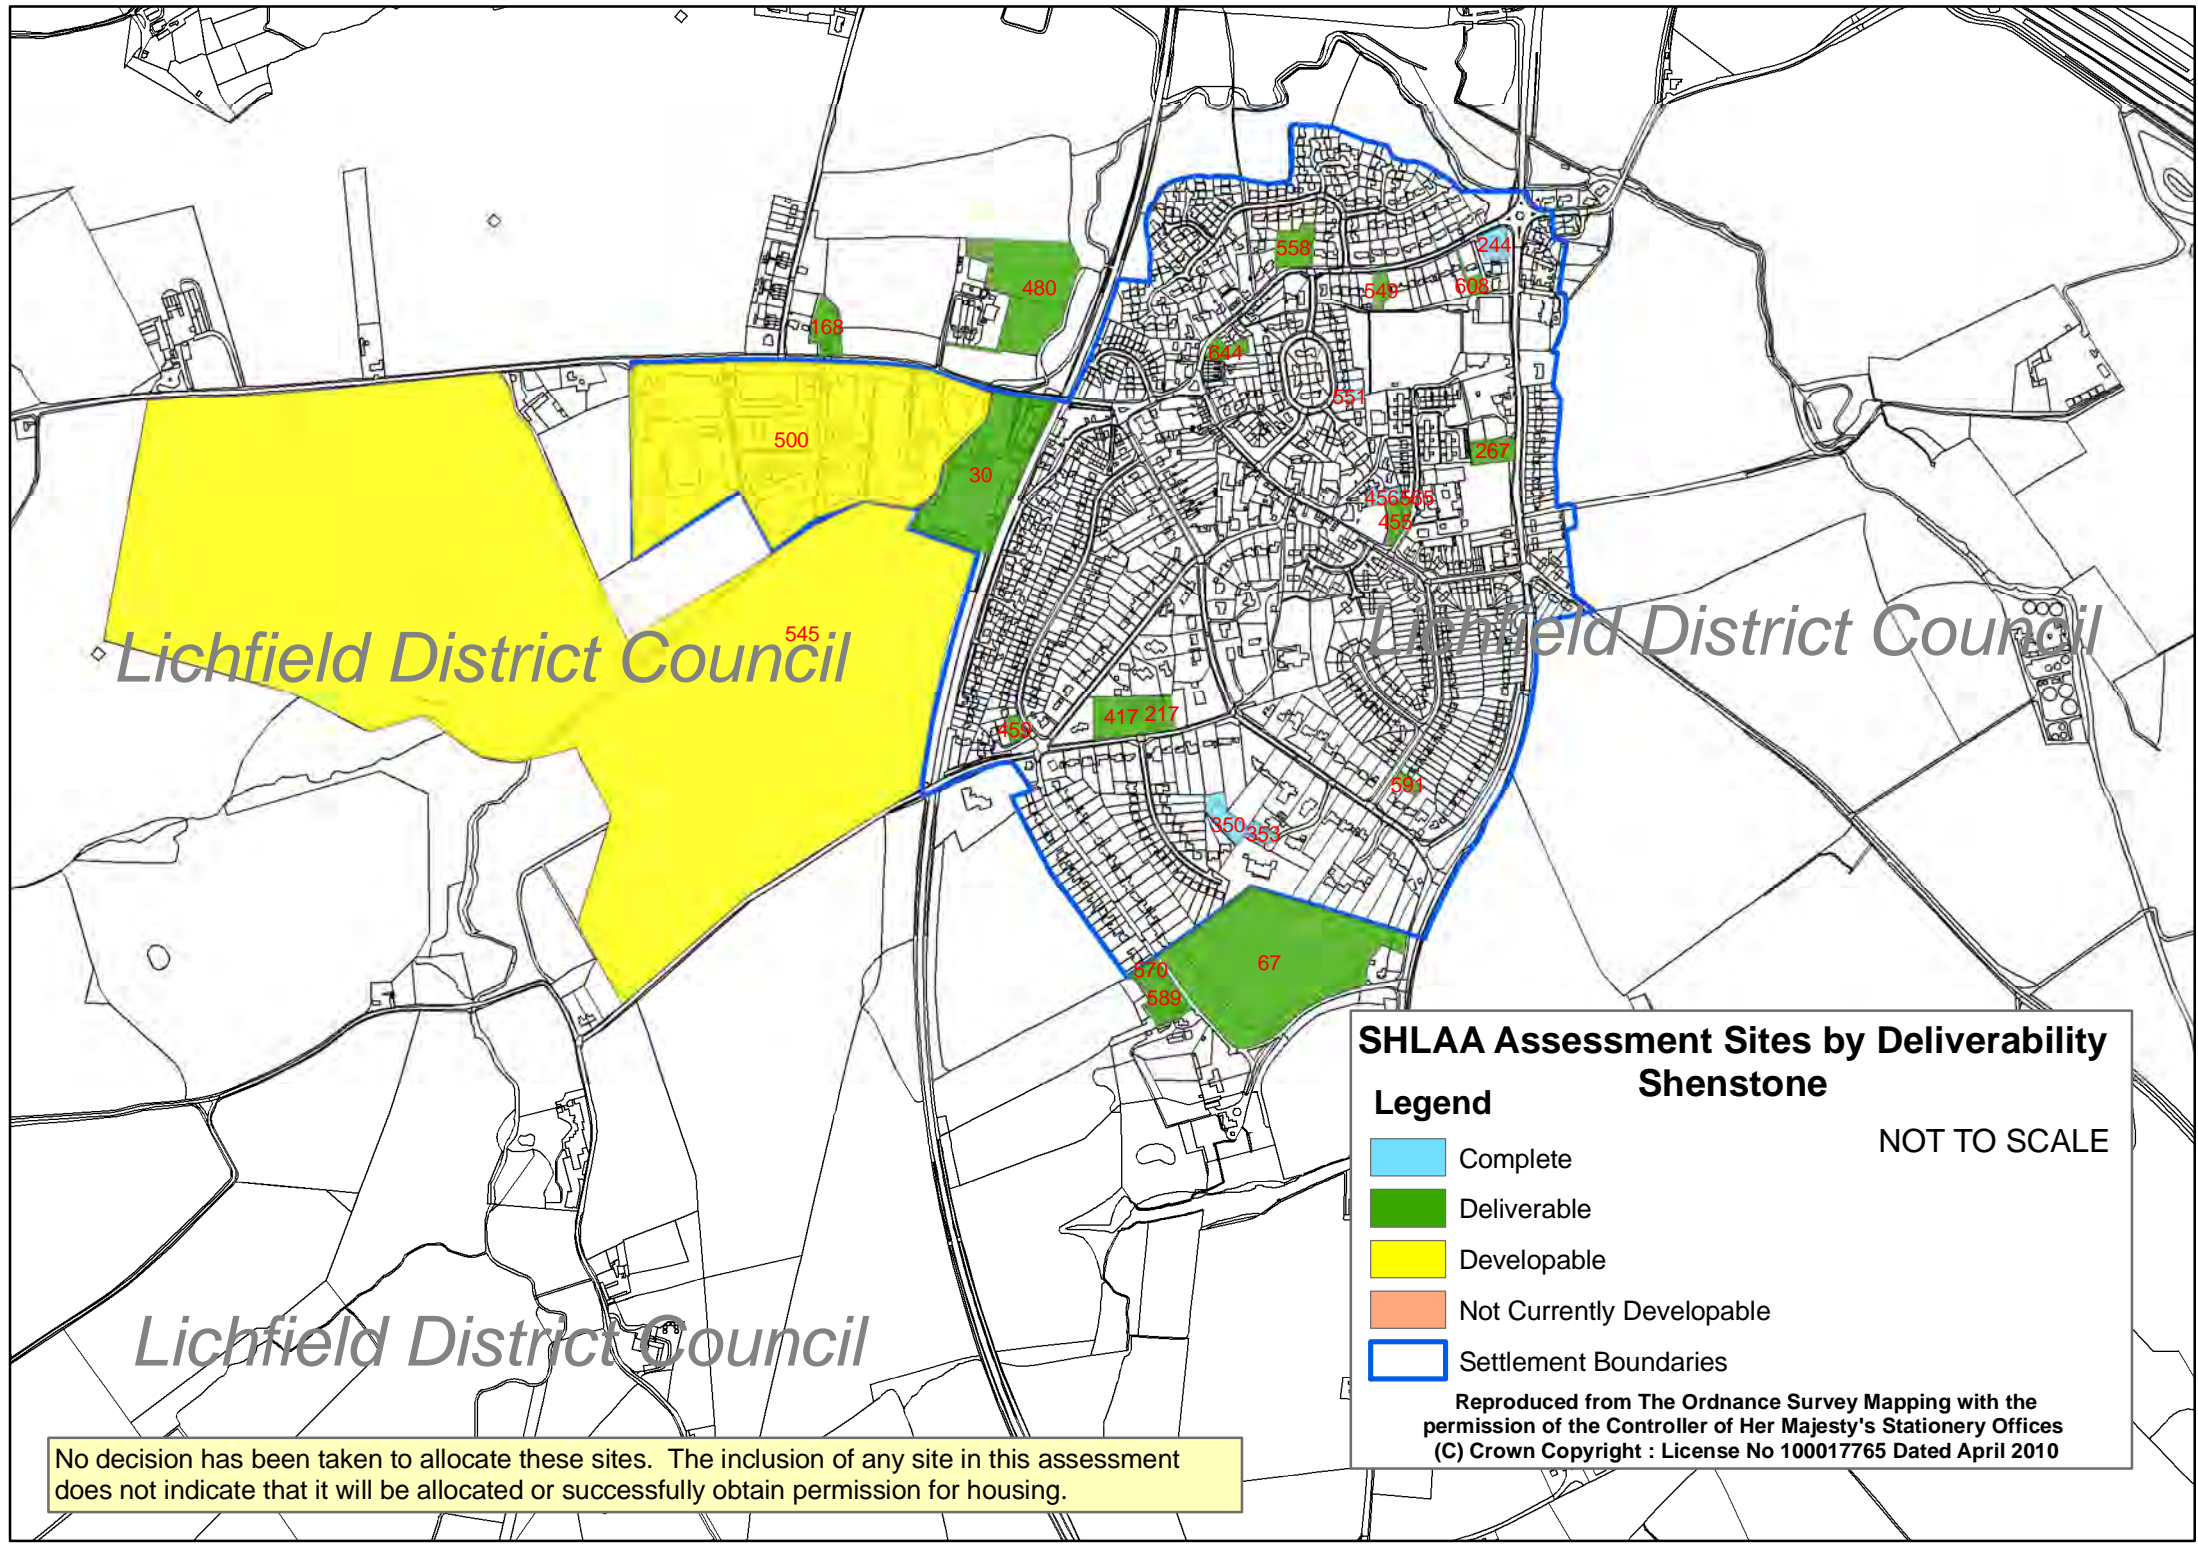 244
558
480
549
608
168
644
551
500
267
30
456
565
455
Lichfield District Council
545
Lichfield District Council
417 217
459
591
350
353
67
570
589
SHLAA Assessment Sites by Deliverability
Shenstone
Legend
NOT TO SCALE
Complete
Deliverable
Developable
Not Currently Developable
Settlement Boundaries
Reproduced from The Ordnance Survey Mapping with the
permission of the Controller of Her Majesty's Stationery Offices
(C) Crown Copyright : License No 100017765 Dated April 2010
Lichfield District Council
No decision has been taken to allocate these sites. The inclusion of any site in this assessment
does not indicate that it will be allocated or successfully obtain permission for housing.